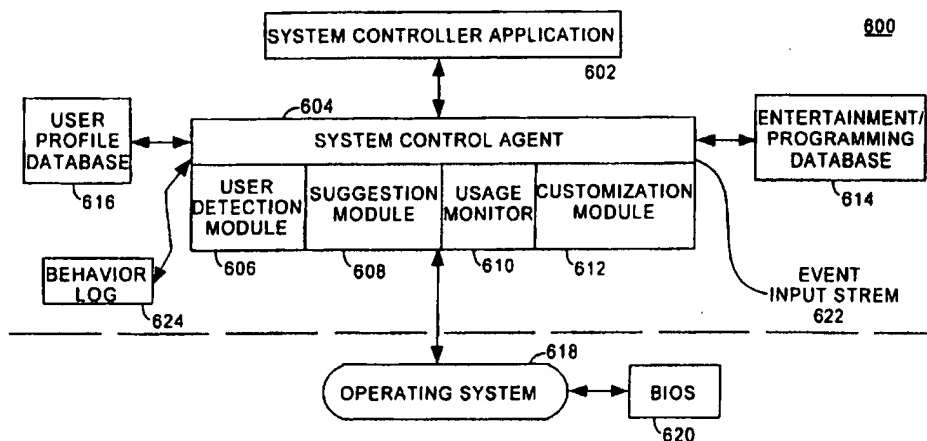 600
SYSTEM CONTROLLER APPLICATION
602
604
USER
PROFILE
DATABASE
616
SYSTEM CONTROL AGENT
ENTERTAINMENT/
PROGRAMMING
DATABASE
614
USER
DETECTION
MODULE
606
SUGGESTION
MODULE
608
USAGE
MONITOR
610
CUSTOMIZATION
MODULE
612
BEHAVIOR
LOG
624
EVENT
INPUT STREM
622
618
OPERATING SYSTEM
BIOS
620